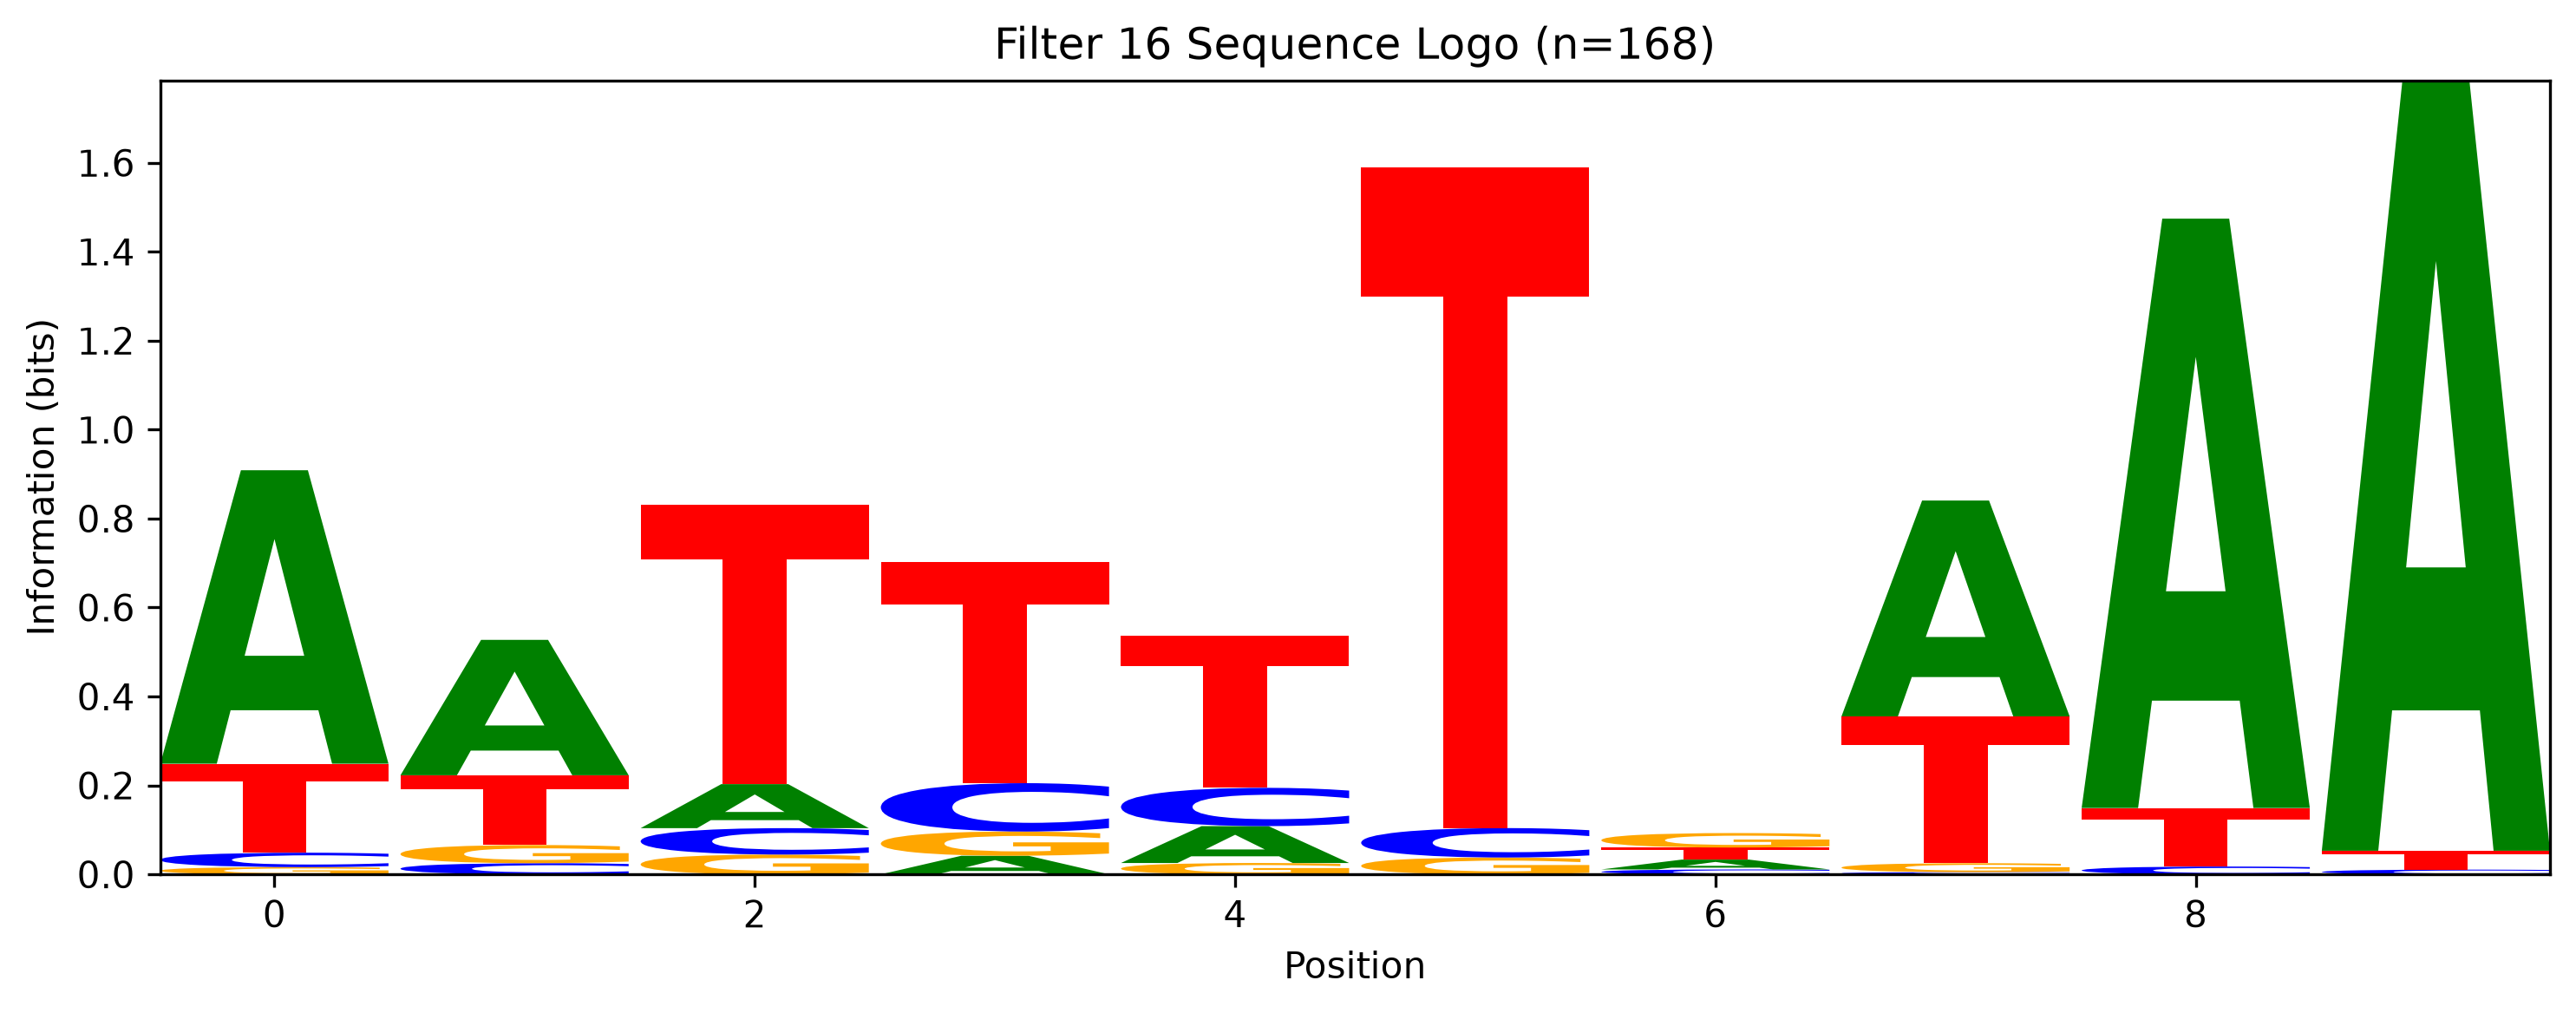 Filter 16 Sequence Logo (n=168)
Information (bits)
1.6
1.4
1.2
1.0
0.8
0.6
0.4
0.2
0.0
A A T T T T G A A A
T T A C C C T T T T
C G C G A G A G C C
G C G A G C
0 2 4 6 8
Position